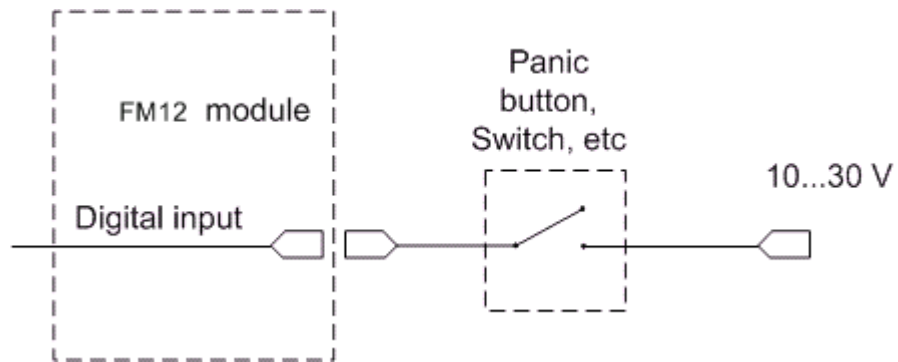 Panic
button,
Switch, etc
FM12 module
10...30 V
Digital input